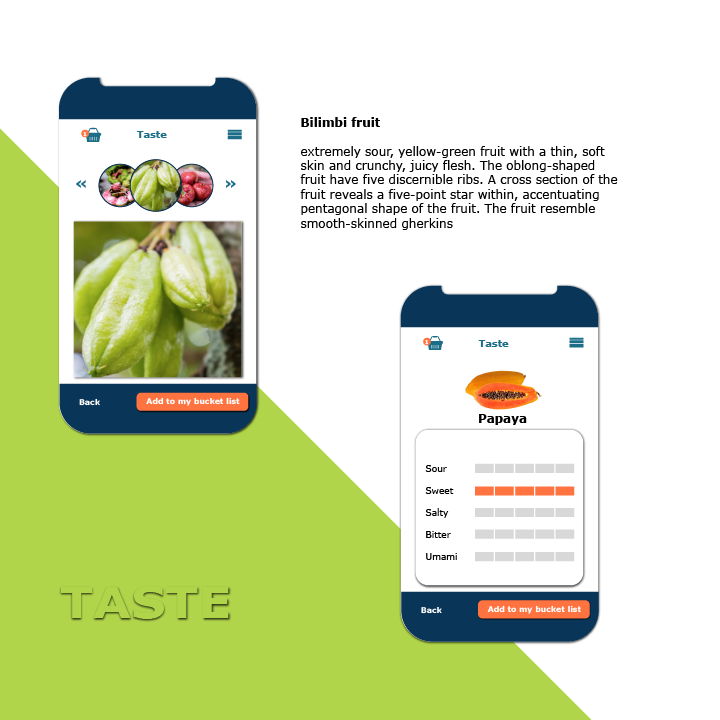 1
Taste
«
»
Back
Add to my bucket list
Bilimbi fruit
extremely sour, yellow-green fruit with a thin, soft
skin and crunchy, juicy flesh. The oblong-shaped
fruit have five discernible ribs. A cross section of the
fruit reveals a five-point star within, accentuating
pentagonal shape of the fruit. The fruit resemble
smooth-skinned gherkins
1
Taste
Papaya
Sour
Sweet
Salty
Bitter
Umami
Back
Add to my bucket list
TASTE